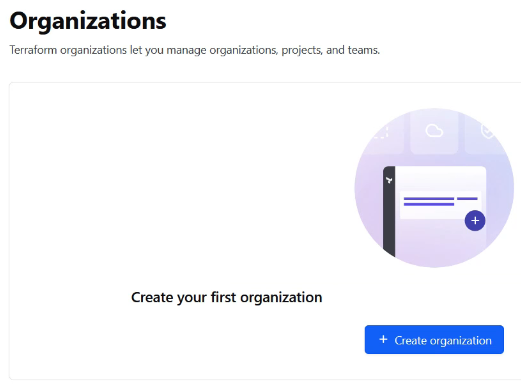 Organizations
Terraform organizations let you manage organizations, projects, and teams.
Create your first organization
+ Create organization